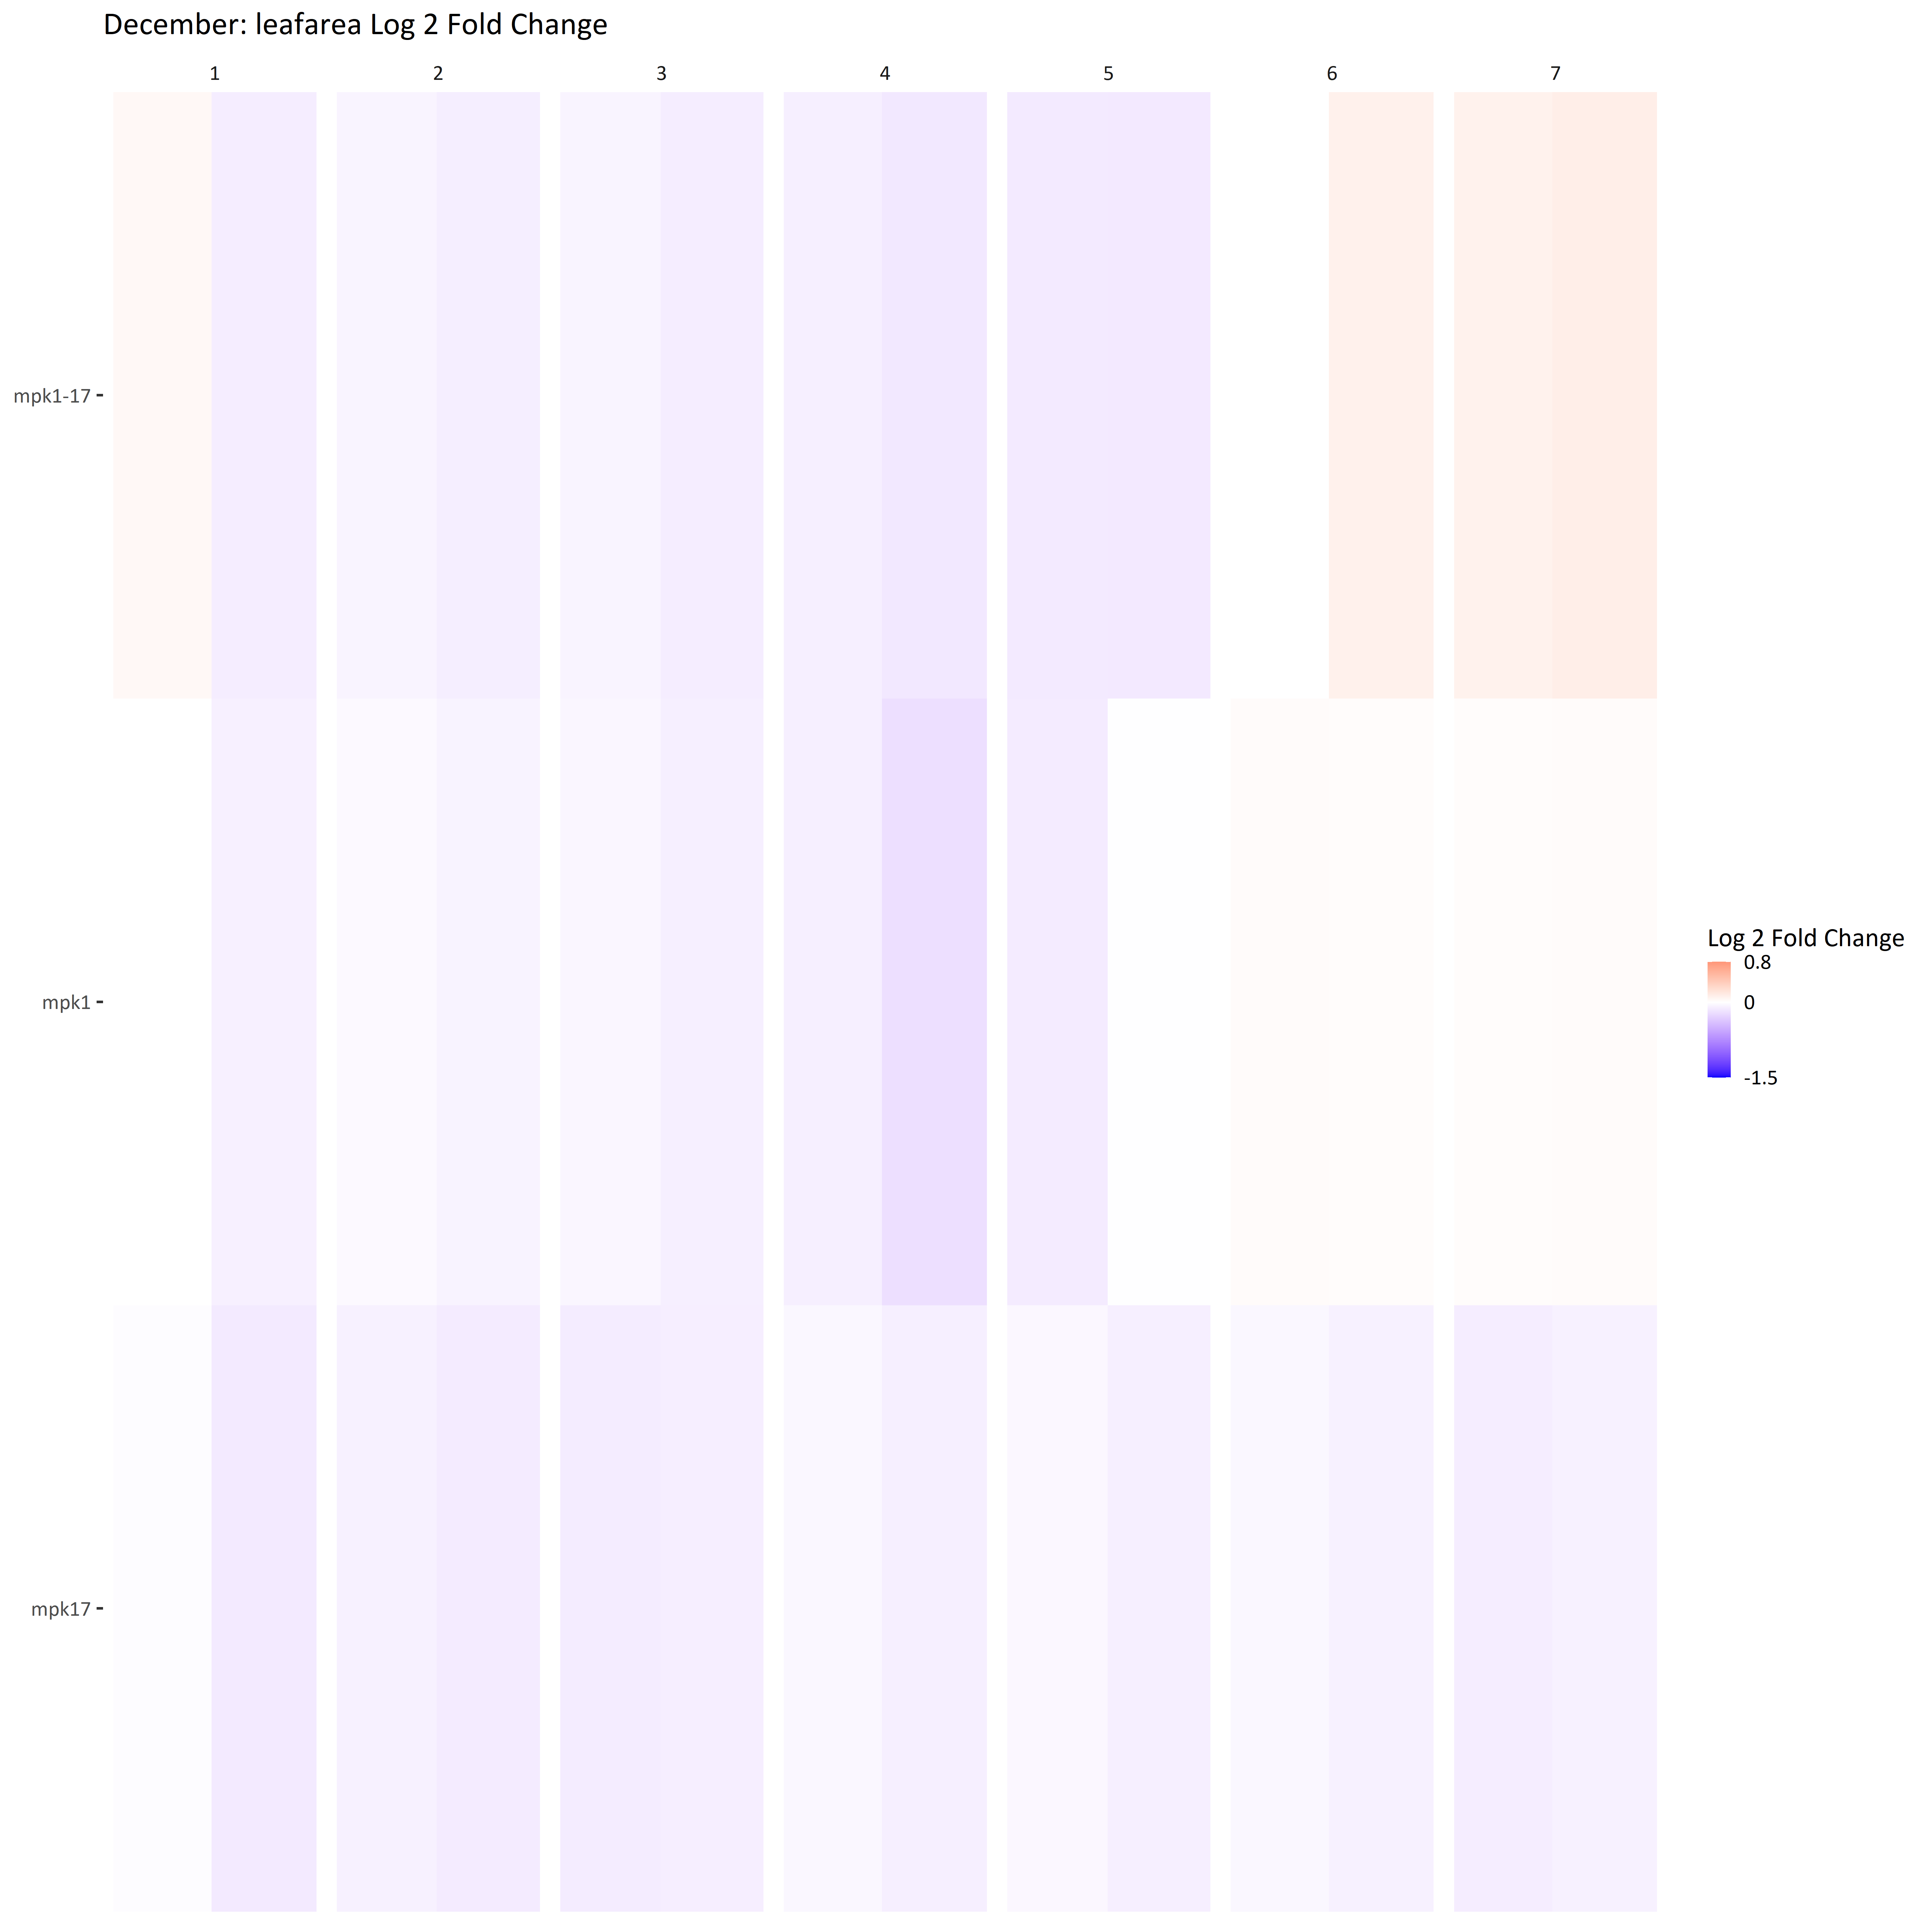 December: leafarea Log 2 Fold Change
1 2 3 4 5 6 7
mpk1-17
mpk1
mpk17
Log 2 Fold Change
0.8
0
-1.5